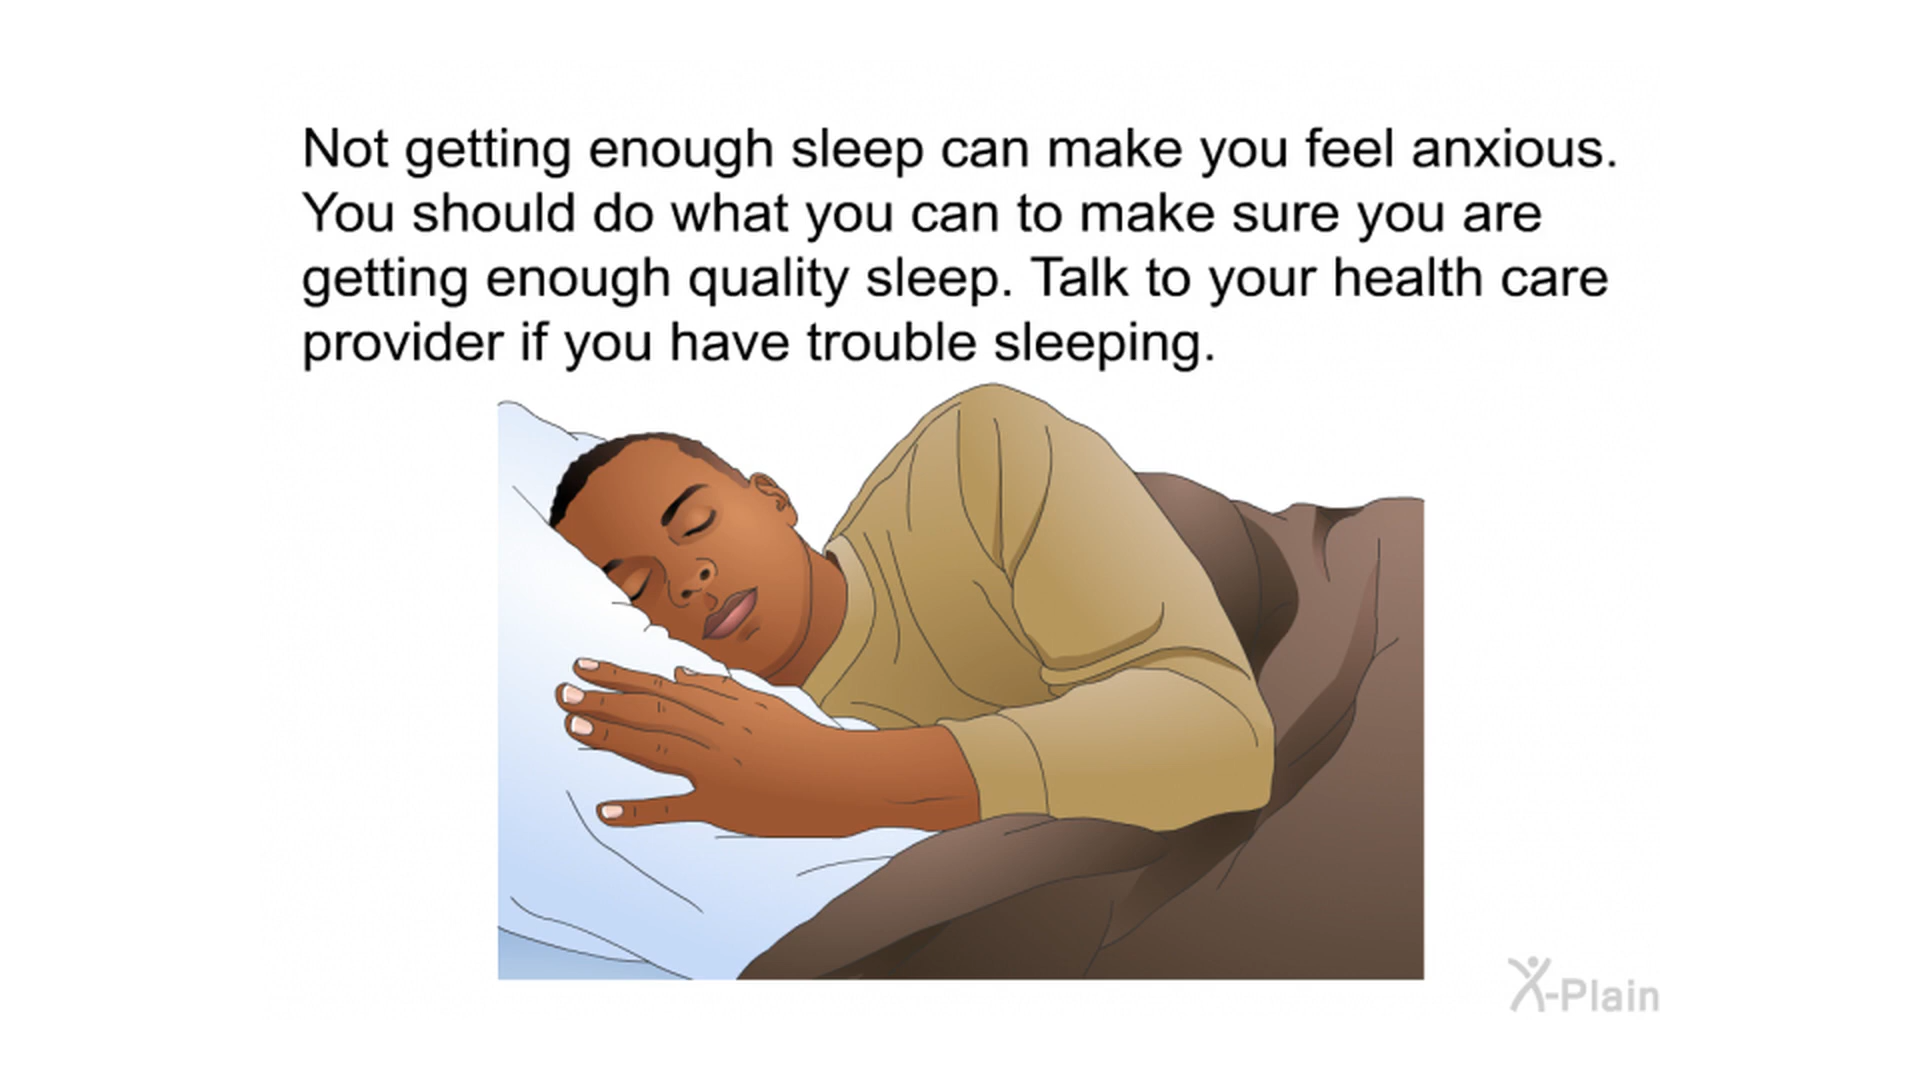 Not getting enough sleep can make you feel anxious.
You should do what you can to make sure you are
getting enough quality sleep. Talk to your health care
provider if you have trouble sleeping.
X-Plain